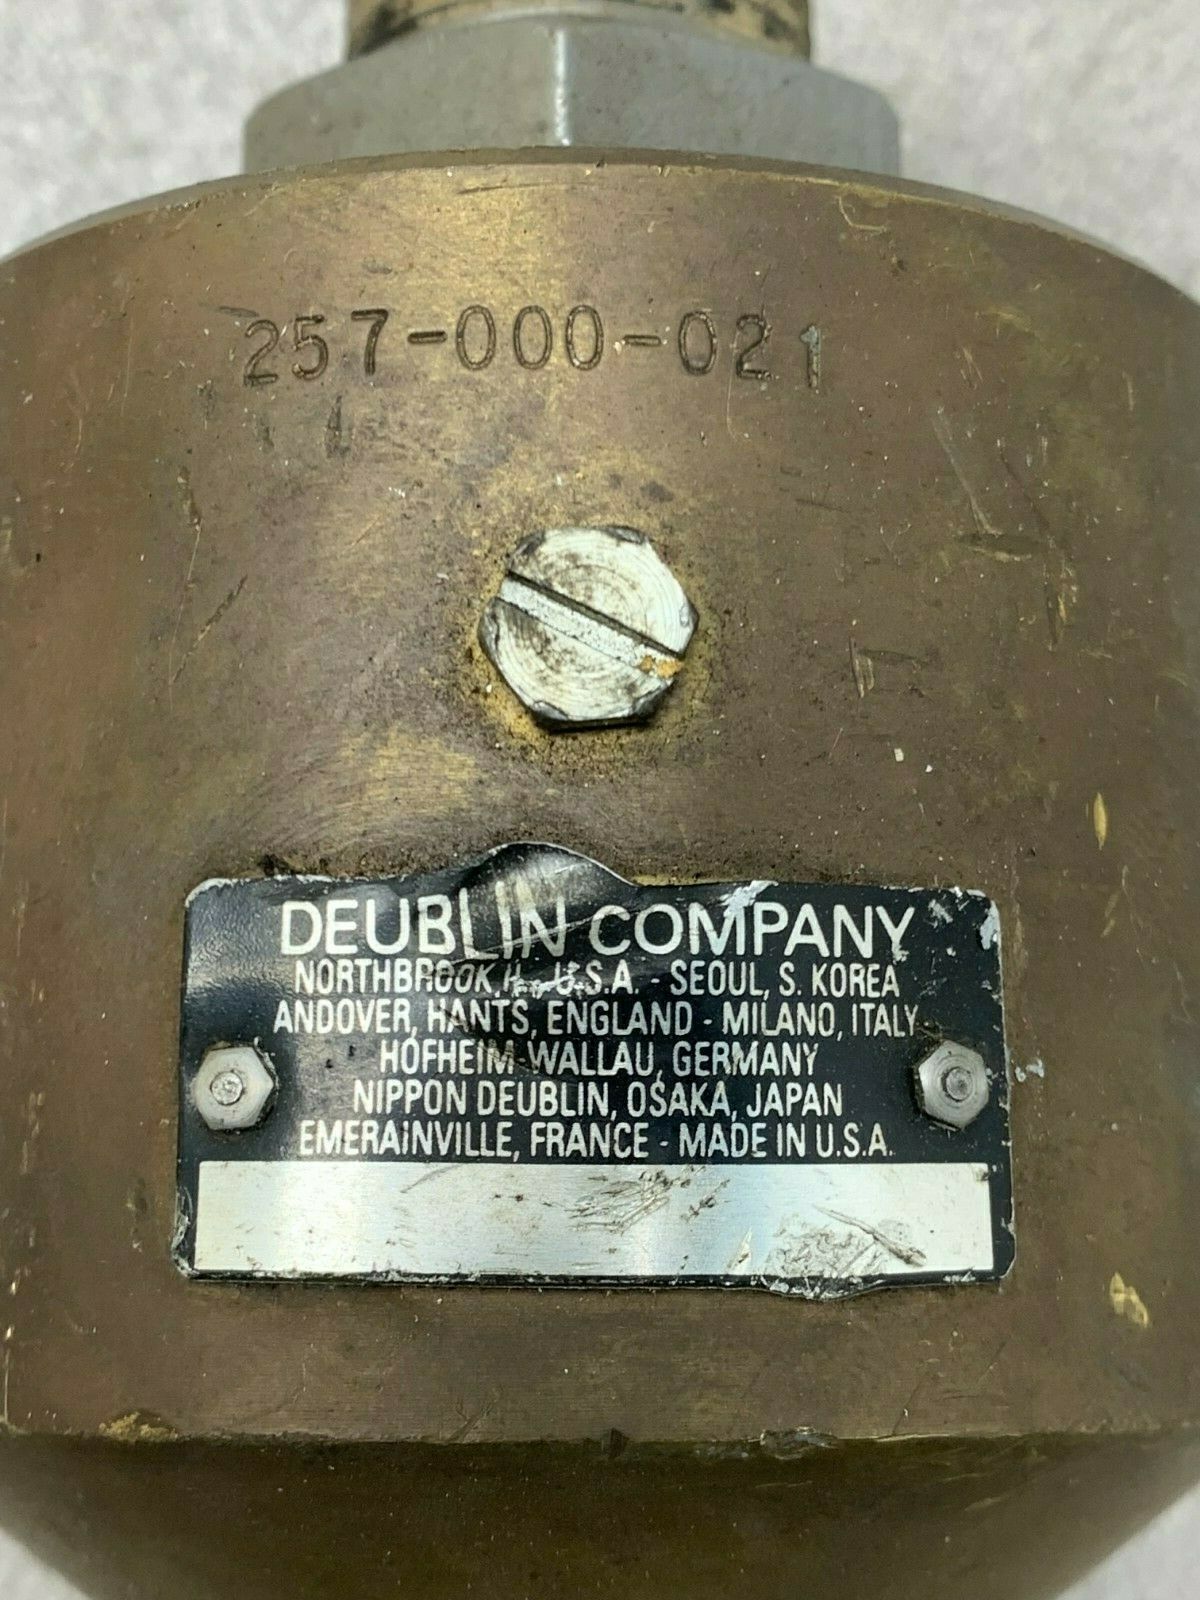 257-000-021
DEUBLIN COMPANY
NORTHBROOK, IL. U.S.A. - SEOUL, S. KOREA
ANDOVER, HANTS, ENGLAND - MILANO, ITALY
HOFHEIM-WALLAU, GERMANY
NIPPON DEUBLIN, OSAKA, JAPAN
EMERAINVILLE, FRANCE - MADE IN U.S.A.